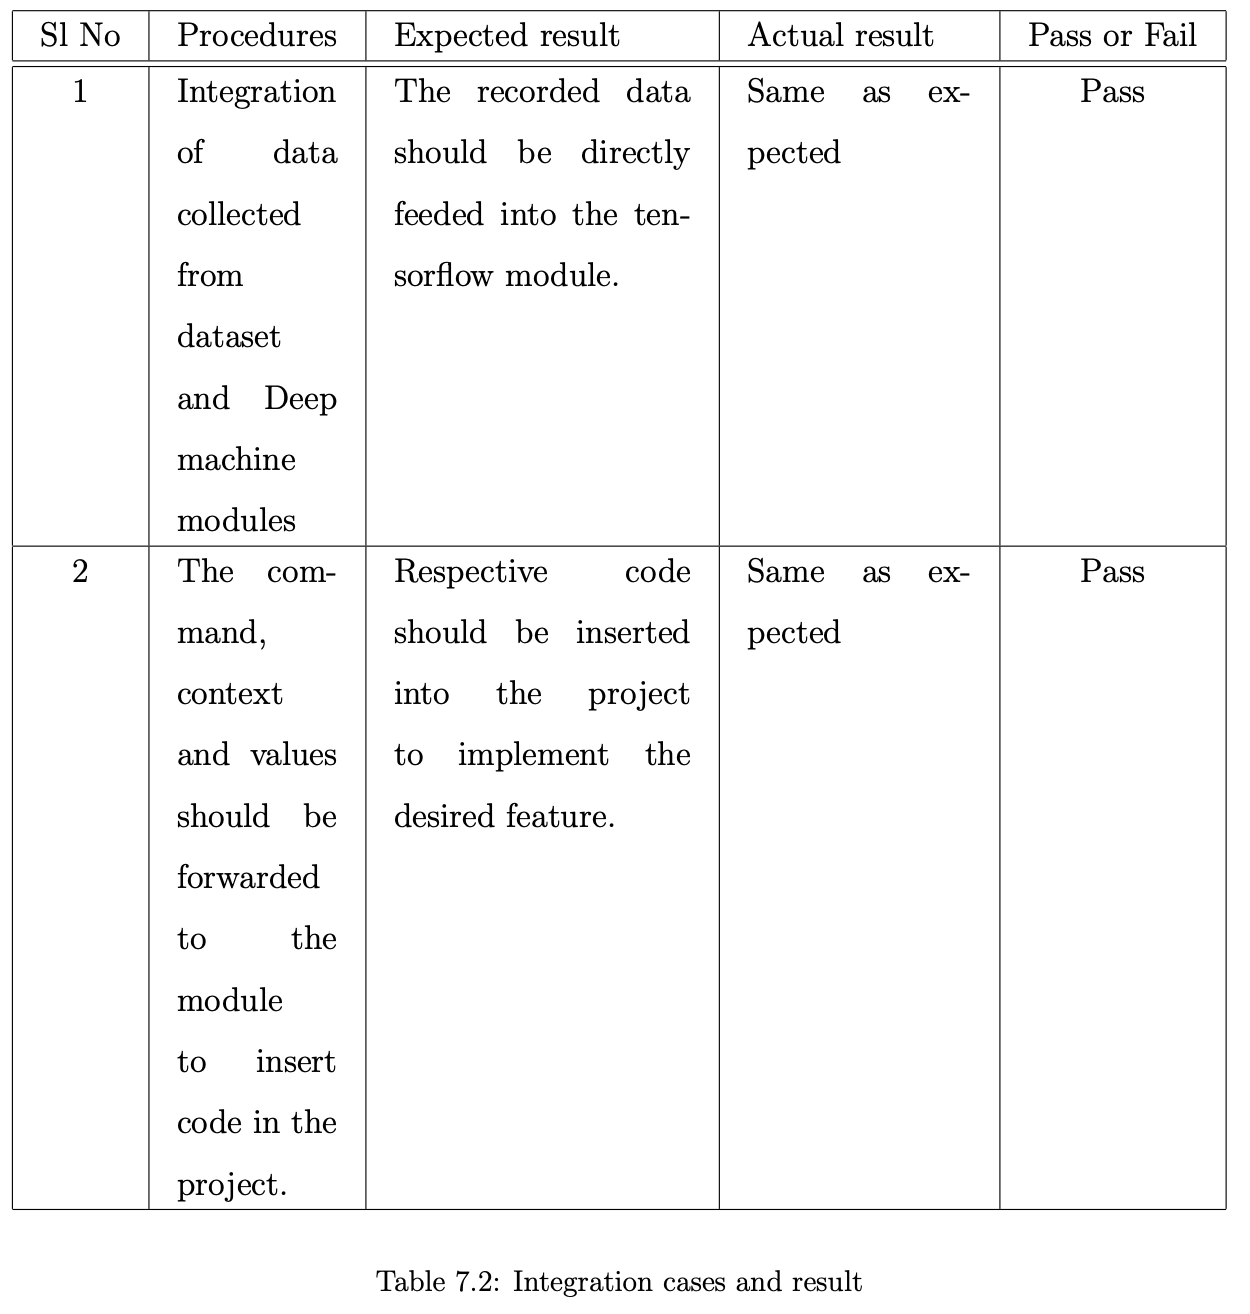 Sl No Procedures Expected result Actual result Pass or Fail
1 Integration The recorded data Same as ex- Pass
of data should be directly pected
collected feeded into the ten-
from sorflow module.
dataset
and Deep
machine
modules
2 The com- Respective code Same as ex- Pass
mand, should be inserted pected
context into the project
and values to implement the
should be desired feature.
forwarded
to the
module
to insert
code in the
project.
Table 7.2: Integration cases and result